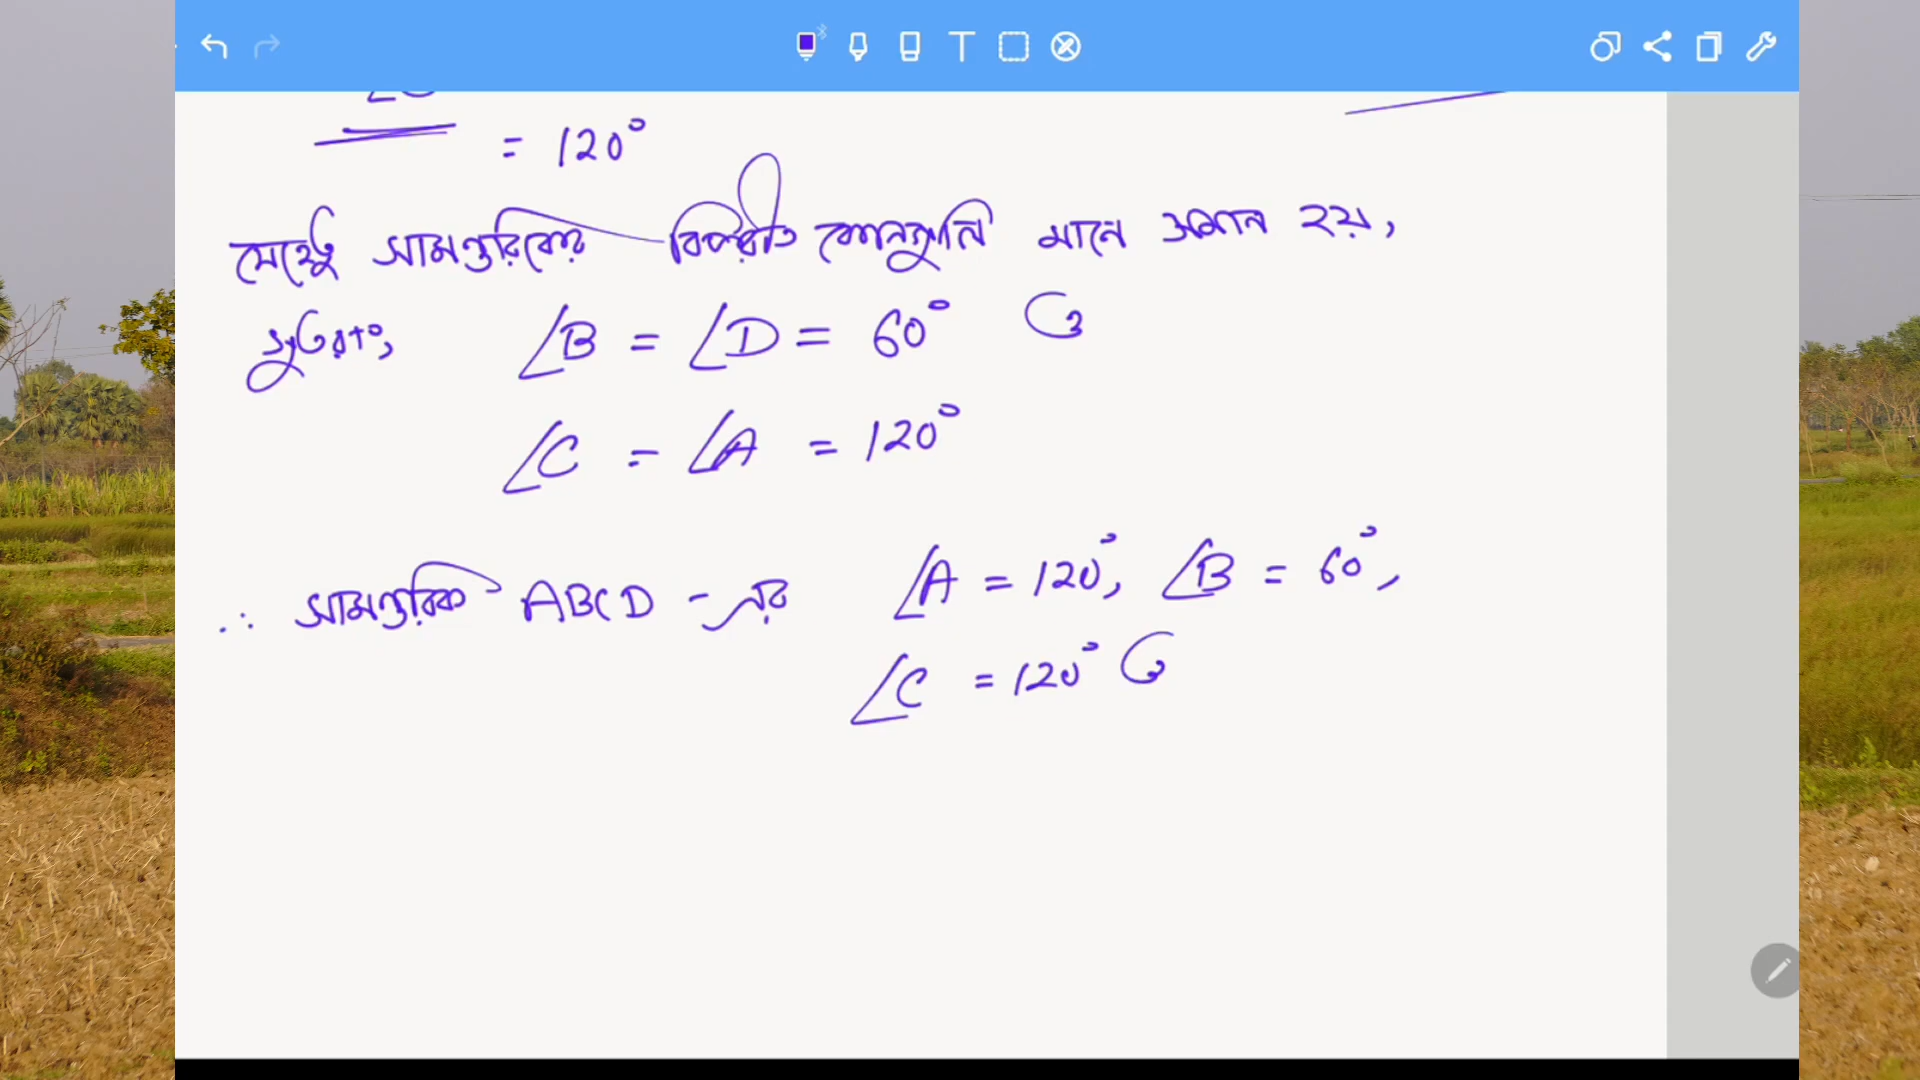 = 120°
যেহেতু সামন্তরিকের বিপরীত কোনগুলি মানে সমান হয়,
সুতরাং, ∠B = ∠D = 60° ও
∠C = ∠A = 120°
∴ সামন্তরিক ABCD - এর ∠A = 120°, ∠B = 60°,
∠C = 120° ও